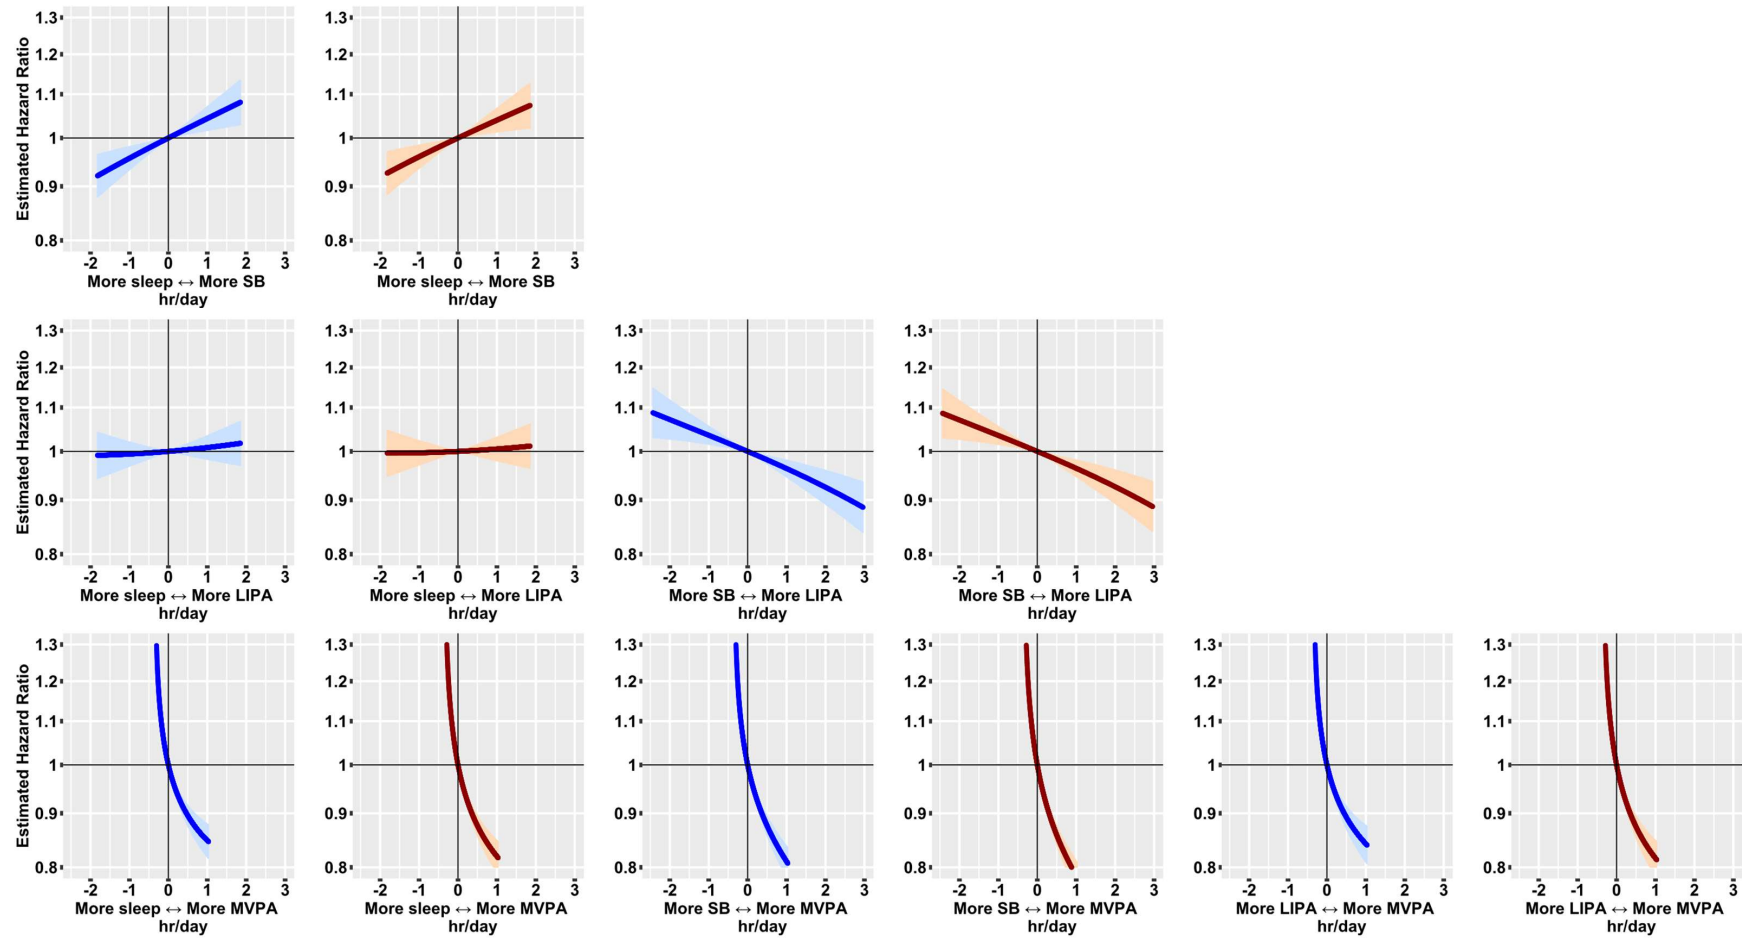 Estimated Hazard Ratio
1.3
1.2
1.1
1
0.9
0.8
-2 -1 0 1 2 3
More sleep ↔ More SB
hr/day
1.3
1.2
1.1
1
0.9
0.8
-2 -1 0 1 2 3
More sleep ↔ More SB
hr/day
Estimated Hazard Ratio
1.3
1.2
1.1
1
0.9
0.8
-2 -1 0 1 2 3
More sleep ↔ More LIPA
hr/day
1.3
1.2
1.1
1
0.9
0.8
-2 -1 0 1 2 3
More sleep ↔ More LIPA
hr/day
1.3
1.2
1.1
1
0.9
0.8
-2 -1 0 1 2 3
More SB ↔ More LIPA
hr/day
1.3
1.2
1.1
1
0.9
0.8
-2 -1 0 1 2 3
More SB ↔ More LIPA
hr/day
Estimated Hazard Ratio
1.3
1.2
1.1
1
0.9
0.8
-2 -1 0 1 2 3
More sleep ↔ More MVPA
hr/day
1.3
1.2
1.1
1
0.9
0.8
-2 -1 0 1 2 3
More sleep ↔ More MVPA
hr/day
1.3
1.2
1.1
1
0.9
0.8
-2 -1 0 1 2 3
More SB ↔ More MVPA
hr/day
1.3
1.2
1.1
1
0.9
0.8
-2 -1 0 1 2 3
More SB ↔ More MVPA
hr/day
1.3
1.2
1.1
1
0.9
0.8
-2 -1 0 1 2 3
More LIPA ↔ More MVPA
hr/day
1.3
1.2
1.1
1
0.9
0.8
-2 -1 0 1 2 3
More LIPA ↔ More MVPA
hr/day